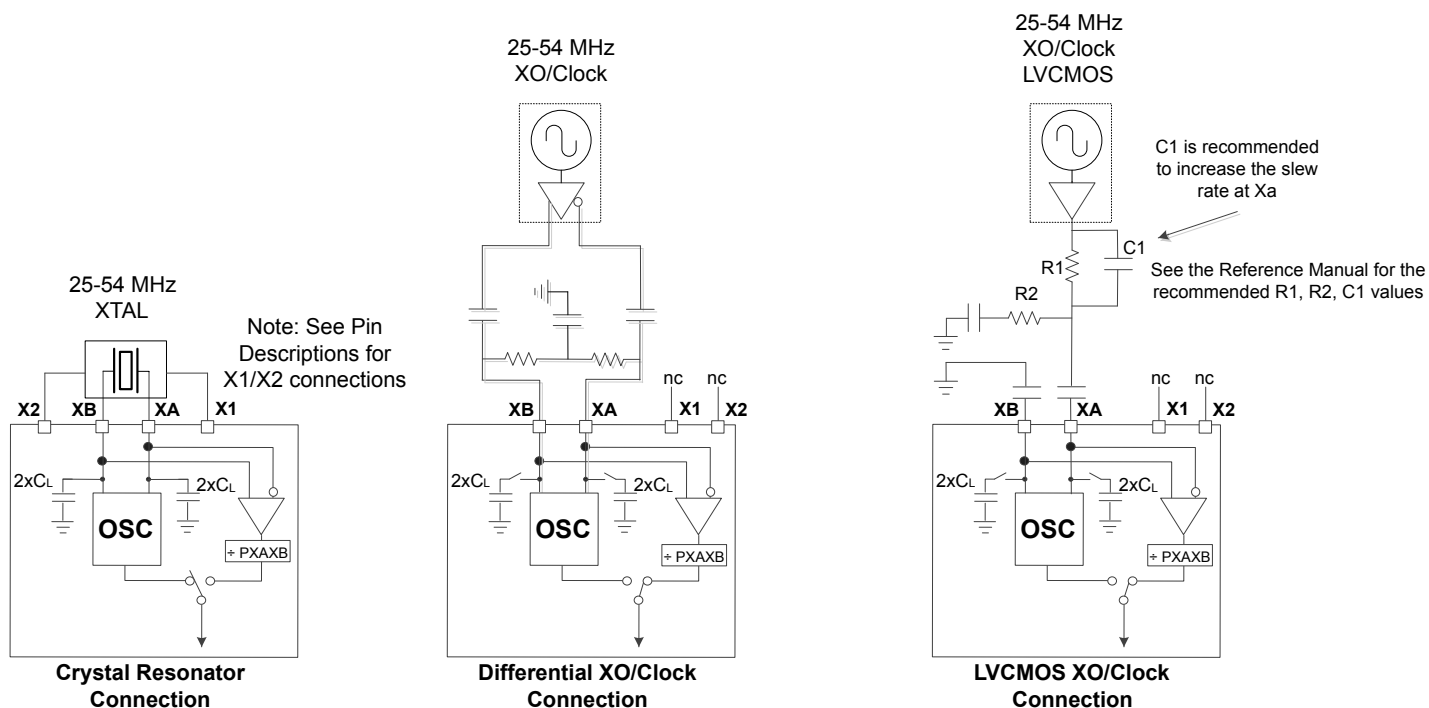 25-54 MHz
XTAL
Note: See Pin
Descriptions for
X1/X2 connections
X2
XB
XA
X1
2xCL
2xCL
OSC
÷ PXAXB
Crystal Resonator
Connection
25-54 MHz
XO/Clock
nc
nc
XB
XA
X1
X2
2xCL
2xCL
OSC
÷ PXAXB
Differential XO/Clock
Connection
25-54 MHz
XO/Clock
LVCMOS
C1 is recommended
to increase the slew
rate at Xa
C1
R1
See the Reference Manual for the
recommended R1, R2, C1 values
R2
nc
nc
XB
XA
X1
X2
2xCL
2xCL
OSC
÷ PXAXB
LVCMOS XO/Clock
Connection